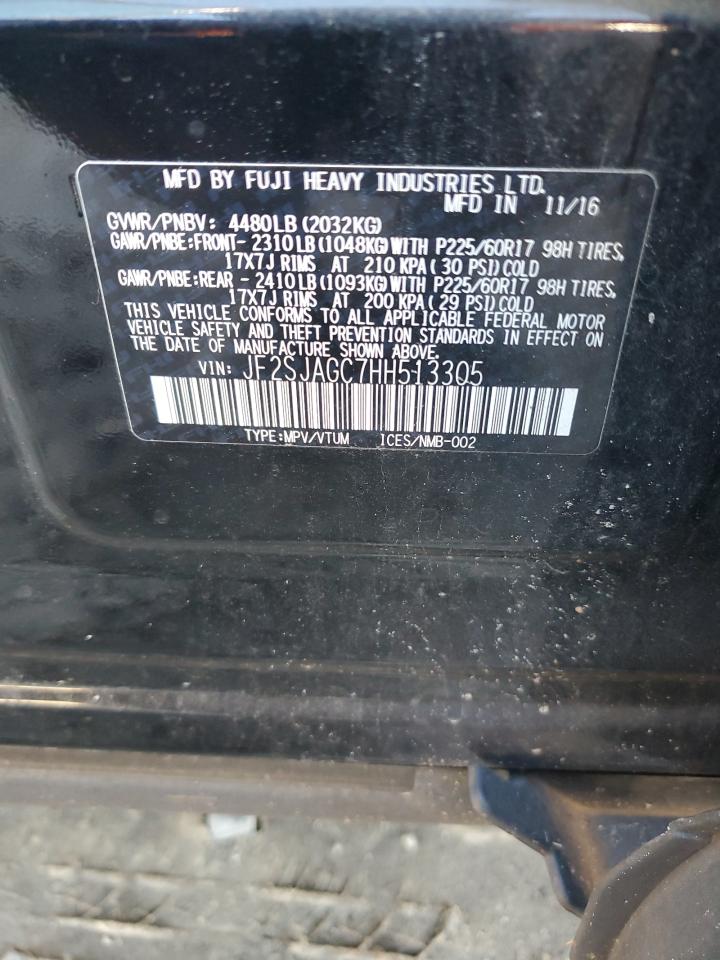 MFD BY FUJI HEAVY INDUSTRIES LTD.
MFD IN 11/16
GVWR/PNBV: 4480LB(2032KG)
GAWR/PNBE:FRONT- 2310LB(1048KG)WITH P225/60R17 98H TIRES,
17X7J RIMS AT 210 KPA( 30 PSI)COLD
GAWR/PNBE:REAR - 2410LB(1093KG)WITH P225/60R17 98H TIRES,
17X7J RIMS AT 200 KPA( 29 PSI)COLD
THIS VEHICLE CONFORMS TO ALL APPLICABLE FEDERAL MOTOR
VEHICLE SAFETY AND THEFT PREVENTION STANDARDS IN EFFECT ON
THE DATE OF MANUFACTURE SHOWN ABOVE.
VIN: JF2SJAGC7HH513305
TYPE:MPV/VTUM ICES/NMB-002